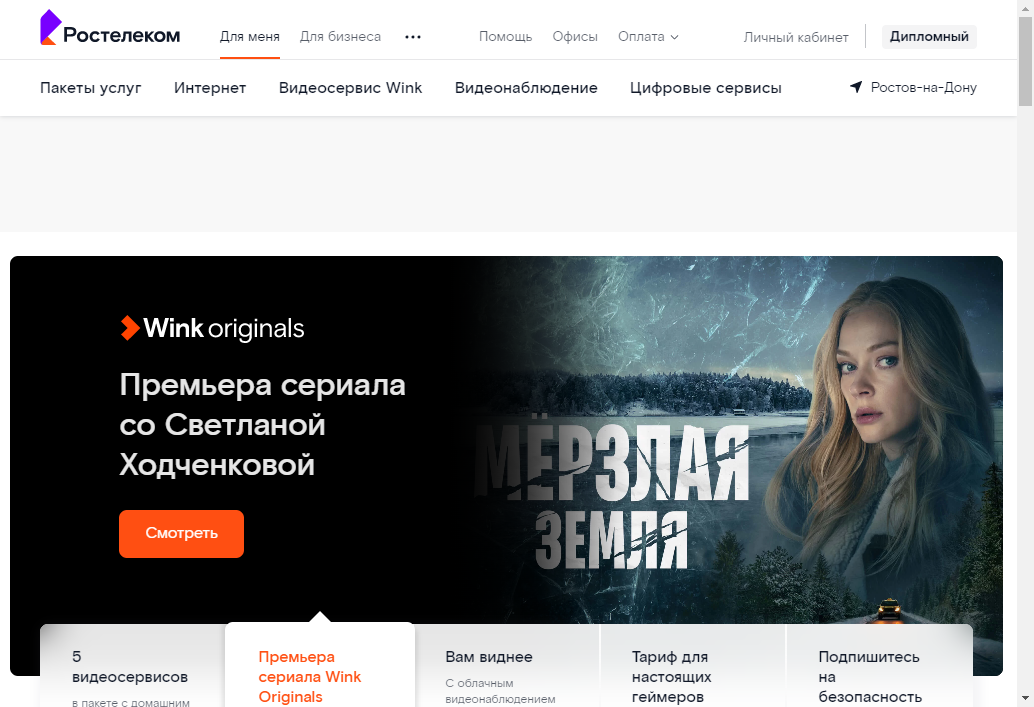 Ростелеком
Для меня
Для бизнеса
Помощь
Офисы
Оплата
Личный кабинет
Дипломный
Пакеты услуг
Интернет
Видеосервис Wink
Видеонаблюдение
Цифровые сервисы
Ростов-на-Дону
Wink originals
Премьера сериала
со Светланой
Ходченковой
Смотреть
МЁРЗЛАЯ
ЗЕМЛЯ
5
видеосервисов
в пакете с домашним
Премьера
сериала Wink
Originals
Вам виднее
С облачным
видеонаблюдением
Тариф для
настоящих
геймеров
Подпишитесь
на
безопасность